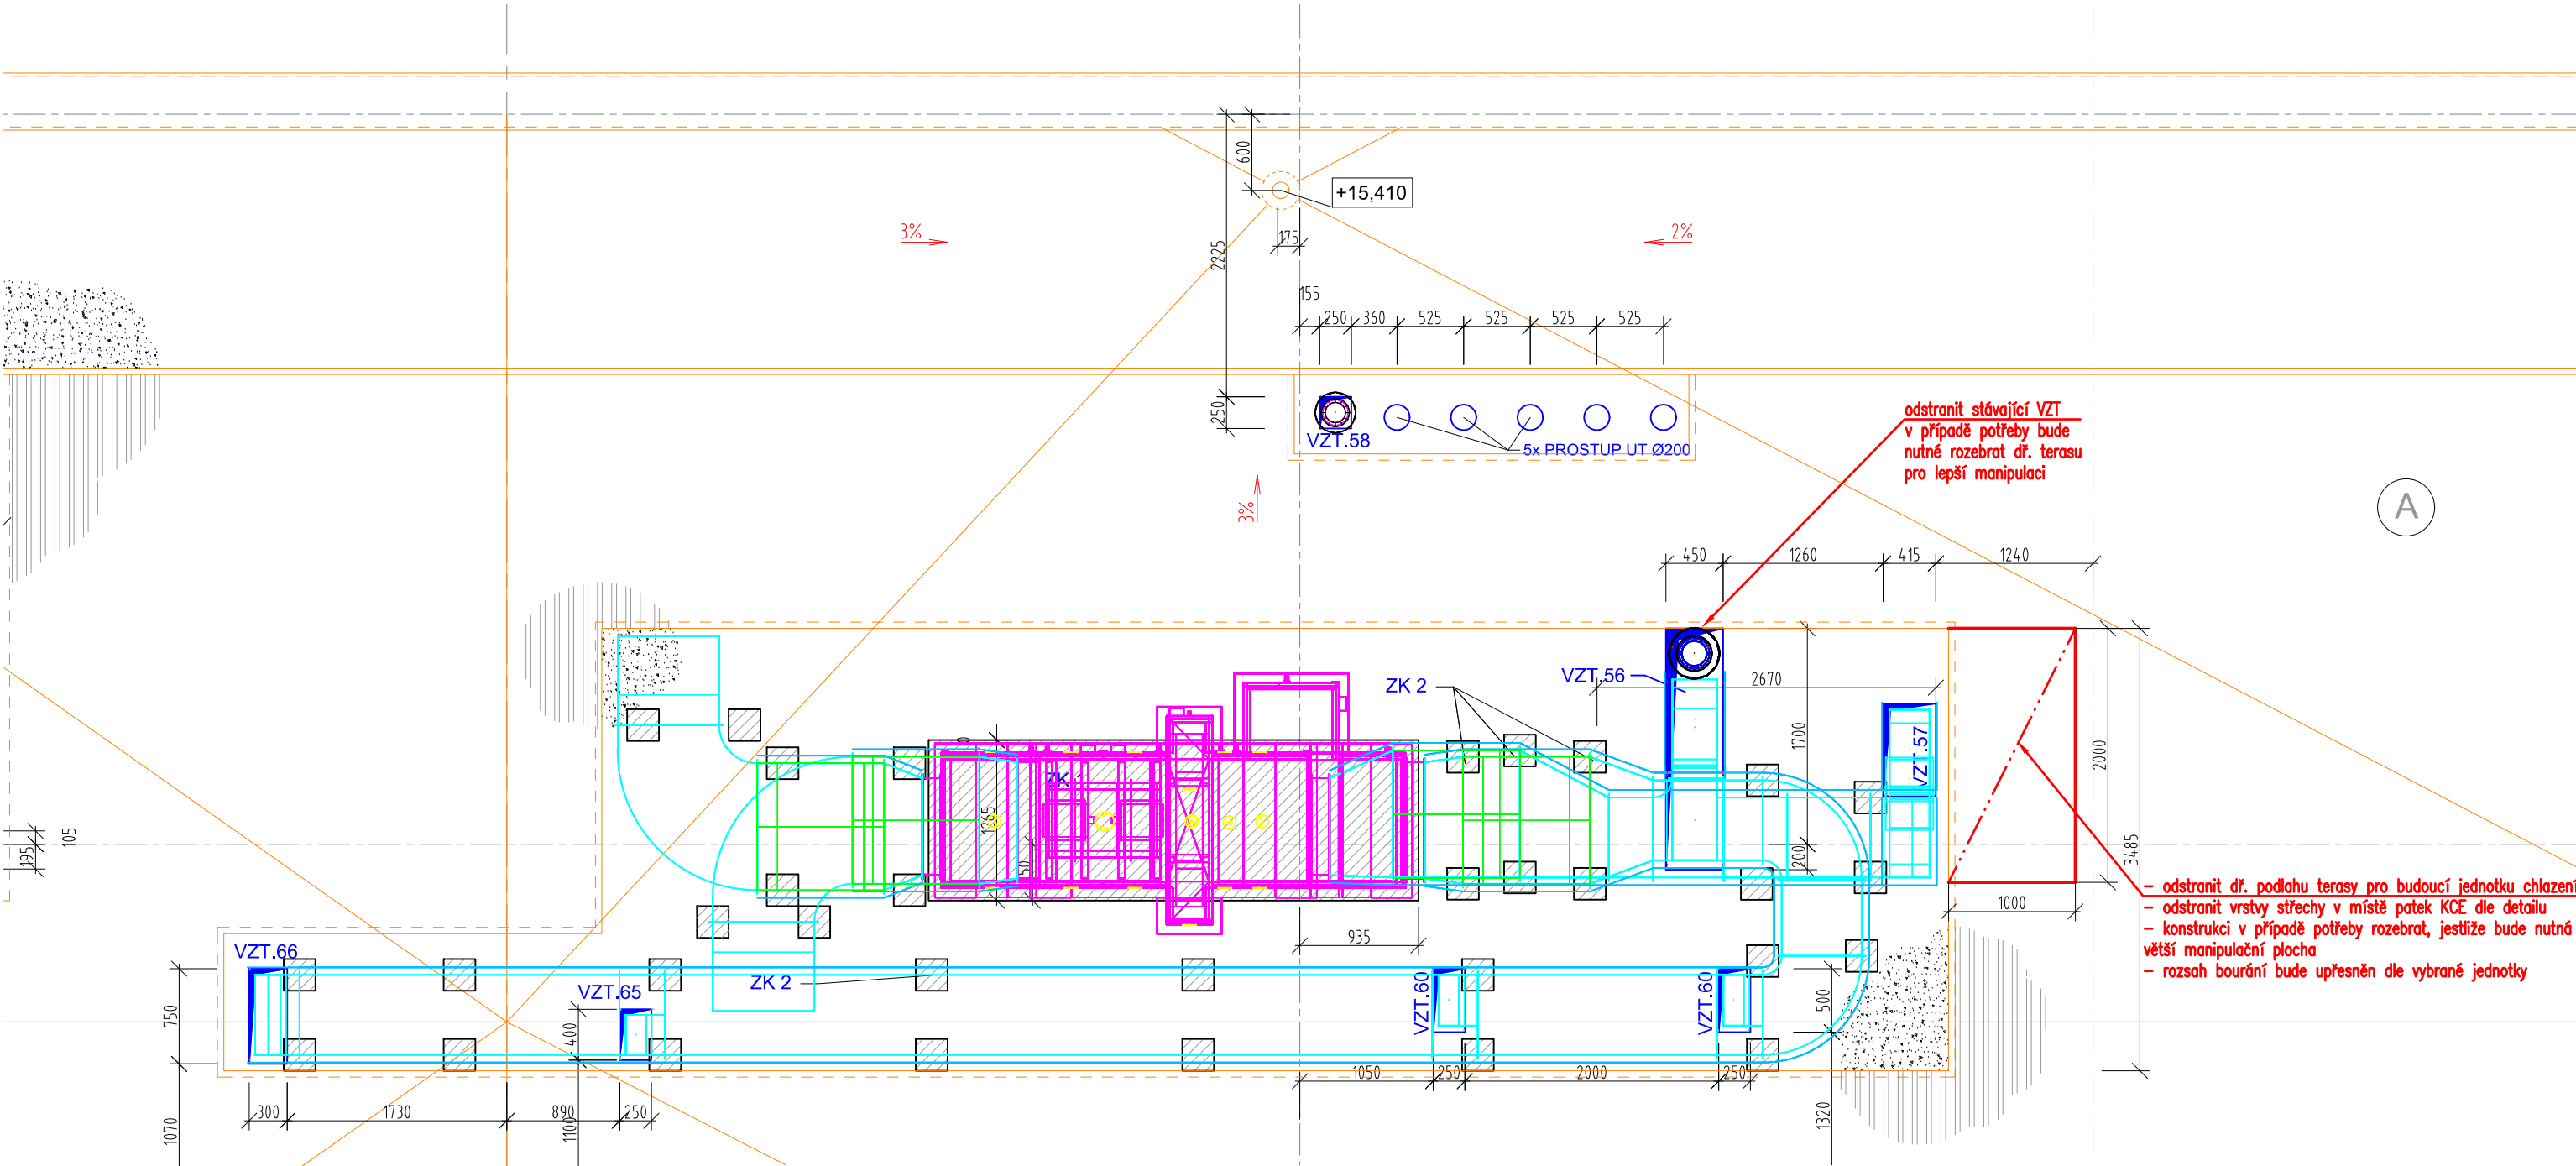 600
+15,410
3%
2%
175
2225
155
250
360
525
525
525
525
250
VZT.58
5x PROSTUP UT Ø200
odstranit stávající VZT
v případě potřeby bude
nutné rozebrat dř. terasu
pro lepší manipulaci
3%
A
450
1260
415
1240
VZT.56
2670
ZK 2
1700
VZT.57
2000
1265
200
105
195
3485
– odstranit dř. podlahu terasy pro budoucí jednotku chlazení
– odstranit vrstvy střechy v místě patek KCE dle detailu
– konstrukci v případě potřeby rozebrat, jestliže bude nutná
větší manipulační plocha
– rozsah bourání bude upřesněn dle vybrané jednotky
1000
935
VZT.66
ZK 2
VZT.65
VZT.60
VZT.60
750
400
500
1050
250
2000
250
300
1730
890
250
1070
1100
1320